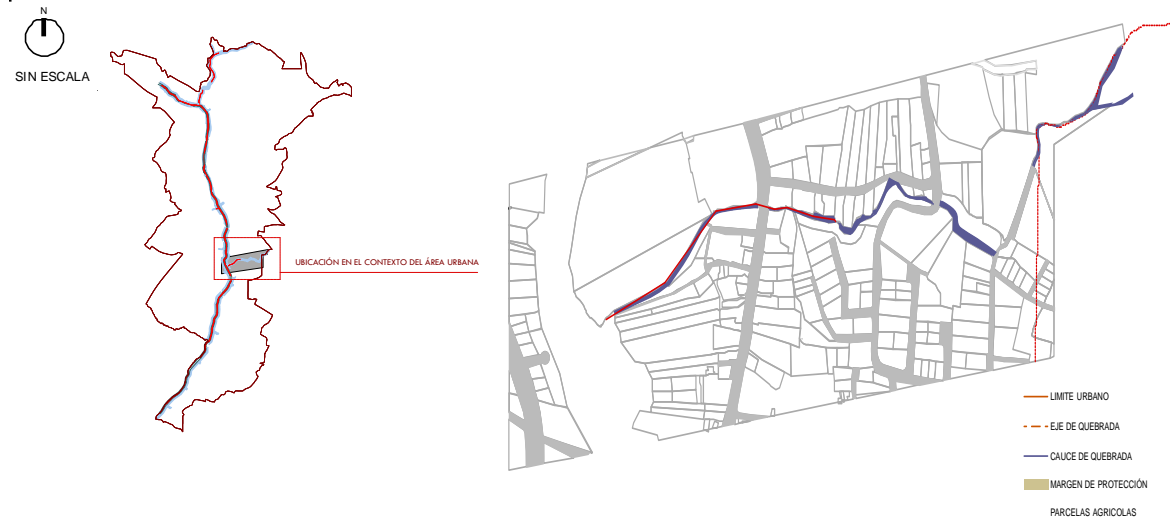 N
SIN ESCALA
UBICACIÓN EN EL CONTEXTO DEL ÁREA URBANA
LIMITE URBANO
EJE DE QUEBRADA
CAUCE DE QUEBRADA
MARGEN DE PROTECCIÓN
PARCELAS AGRICOLAS